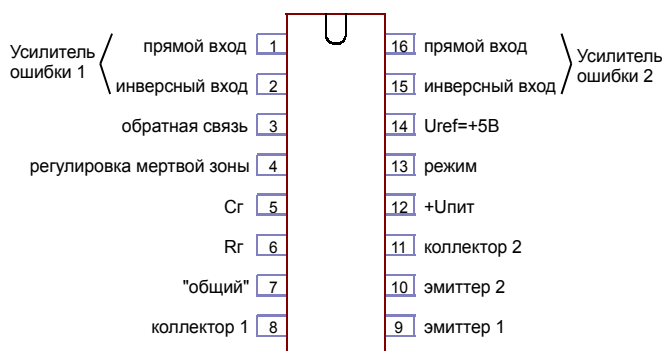 Усилитель
ошибки 1
прямой вход 1
инверсный вход 2
обратная связь 3
регулировка мертвой зоны 4
Сг 5
Rг 6
"общий" 7
коллектор 1 8
16 прямой вход
15 инверсный вход
Усилитель
ошибки 2
14 Uref=+5В
13 режим
12 +Uпит
11 коллектор 2
10 эмиттер 2
9 эмиттер 1